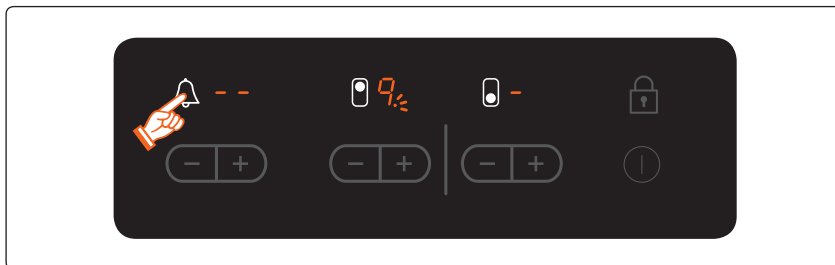 - - 9. -
- + - + - +